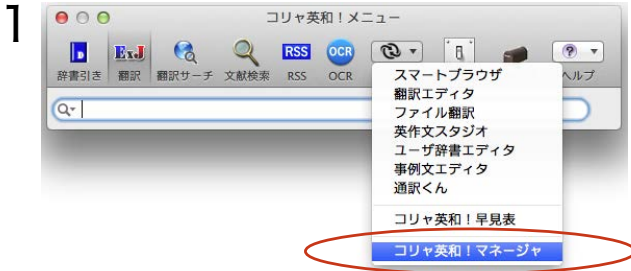 1
コリャ英和！メニュー
ExJ
RSS
OCR
辞書引き
翻訳
翻訳サーチ
文献検索
RSS
OCR
ヘルプ
スマートブラウザ
翻訳エディタ
ファイル翻訳
英作文スタジオ
ユーザ辞書エディタ
事例文エディタ
通訳くん
コリャ英和！早見表
コリャ英和！マネージャ